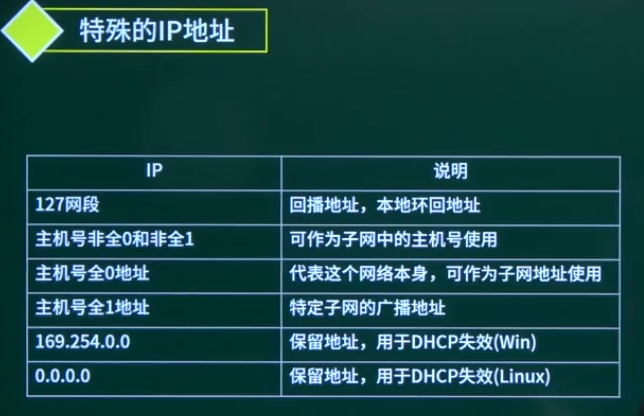 特殊的IP地址
IP 说明
127网段 回播地址，本地环回地址
主机号非全0和非全1 可作为子网中的主机号使用
主机号全0地址 代表这个网络本身，可作为子网地址使用
主机号全1地址 特定子网的广播地址
169.254.0.0 保留地址，用于DHCP失效(Win)
0.0.0.0 保留地址，用于DHCP失效(Linux)